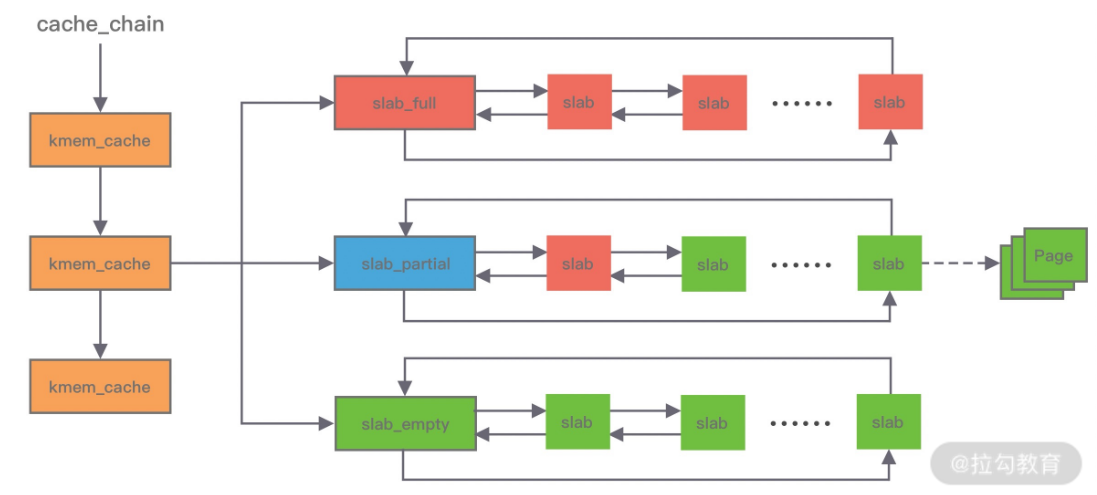 cache_chain
kmem_cache
kmem_cache
kmem_cache
slab_full
slab
slab
slab
slab_partial
slab
slab
slab
Page
slab_empty
slab
slab
slab
@拉勾教育